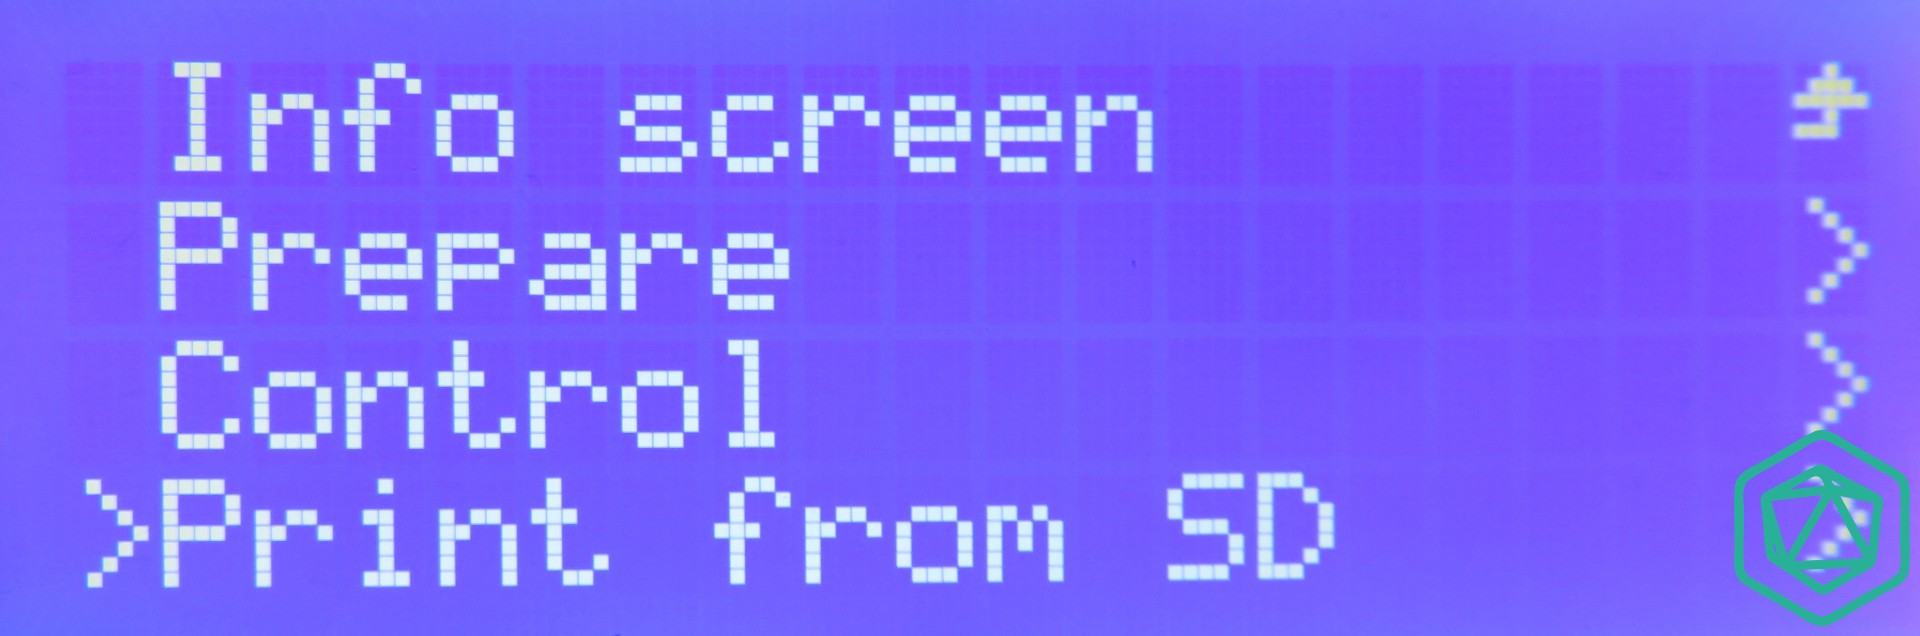 Info screen
Prepare >
Control >
>Print from SD >